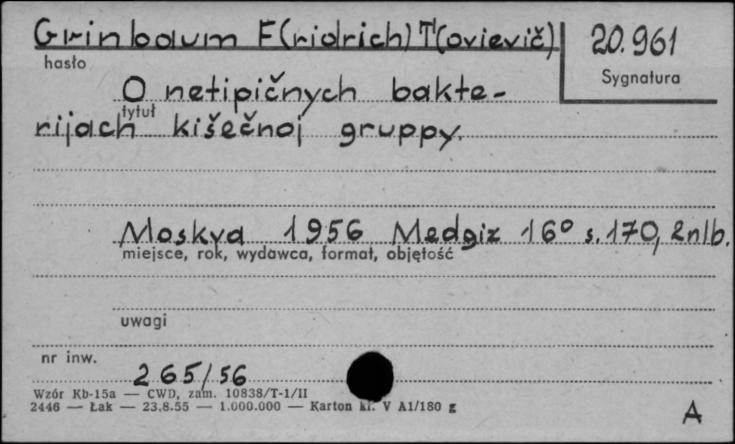 Grinbaum F(ridrich) T(ovievič)
20.961
hasło
Sygnatura
O netipičnych bakte-
tytuł
rijach kišečnoj gruppy.
Moskva 1956 Medgiz 16° s. 170, 2nlb.
miejsce, rok, wydawca, format, objętość
uwagi
nr inw.
265/56
Wzór Kb-15a — CWD, zam. 10838/T-1/II
2446 — Łak — 23.8.55 — 1.000.000 — Karton kl. V A1/180 g
A